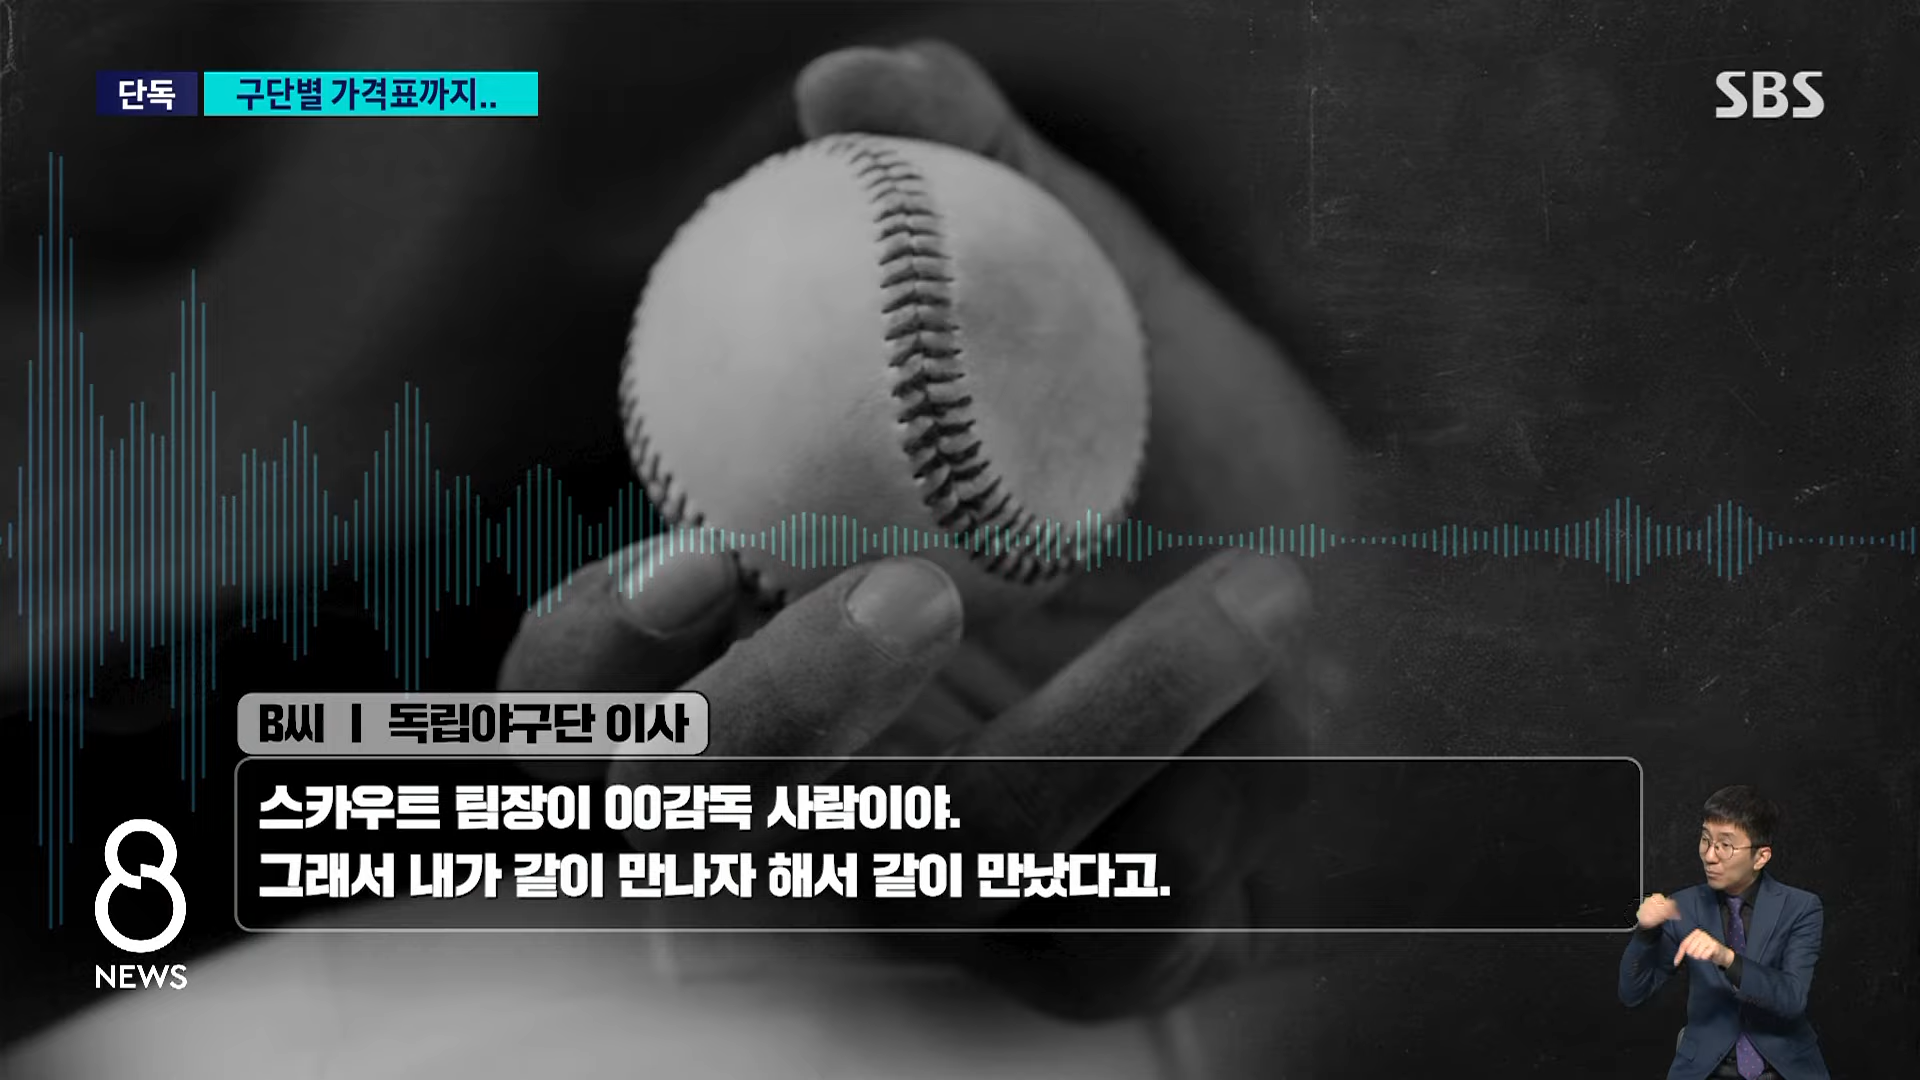 단독 구단별 가격표까지..
SBS
B씨 | 독립야구단 이사
스카우트 팀장이 00감독 사람이야.
그래서 내가 같이 만나자 해서 같이 만났다고.
8
NEWS